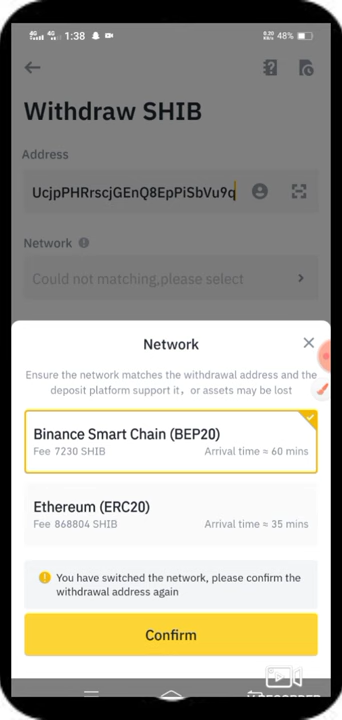 4G 4G 1:38 48%
Withdraw SHIB
Address
UcjpPHRrscjGEnQ8EpPiSbVu9q
Network
Could not matching,please select
Network
Ensure the network matches the withdrawal address and the
deposit platform support it， or assets may be lost
Binance Smart Chain (BEP20)
Fee 7230 SHIB Arrival time ≈ 60 mins
Ethereum (ERC20)
Fee 868804 SHIB Arrival time ≈ 35 mins
You have switched the network, please confirm the
withdrawal address again
Confirm